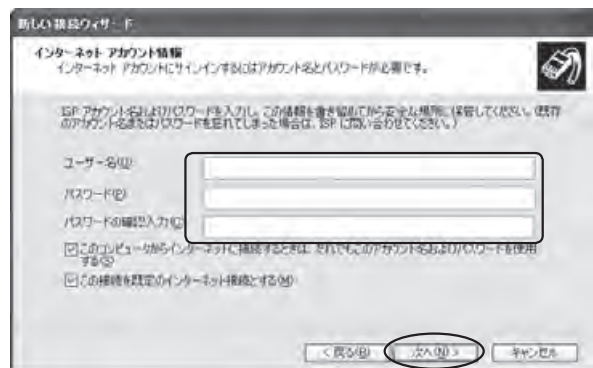 新しい接続ウィザード
インターネット アカウント情報
インターネット アカウントにサインインするにはアカウント名とパスワードが必要です。
ISP アカウント名およびパスワードを入力し、この情報を書き留めてから安全な場所に保管してください。(既存
のアカウント名またはパスワードを忘れてしまった場合は、ISP に問い合わせてください。)
ユーザー名(U):
パスワード(P):
パスワードの確認入力(C):
このコンピュータからインターネットに接続するときは、だれでもこのアカウント名およびパスワードを使用
する(S)
この接続を既定のインターネット接続とする(M)
< 戻る(B)
次へ(N) >
キャンセル